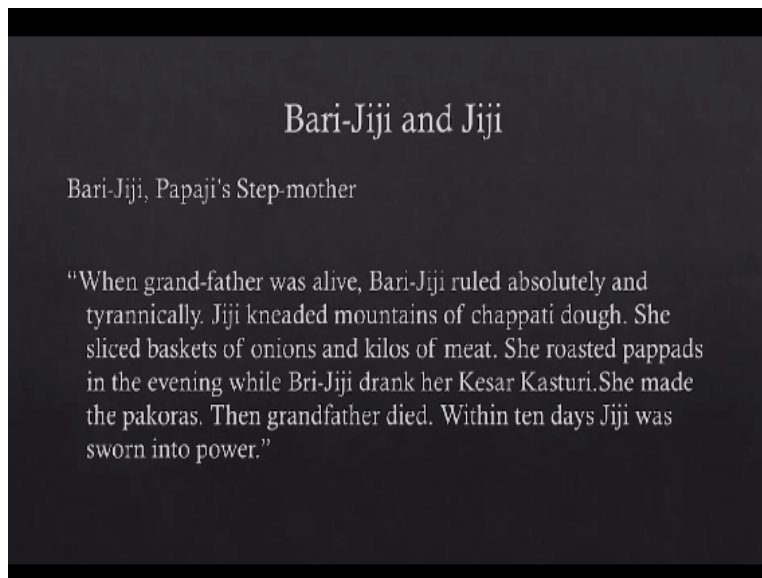 Bari-Jiji and Jiji
Bari-Jiji, Papaji's Step-mother
“When grand-father was alive, Bari-Jiji ruled absolutely and
tyrannically. Jiji kneaded mountains of chappati dough. She
sliced baskets of onions and kilos of meat. She roasted pappads
in the evening while Bri-Jiji drank her Kesar Kasturi.She made
the pakoras. Then grandfather died. Within ten days Jiji was
sworn into power.”